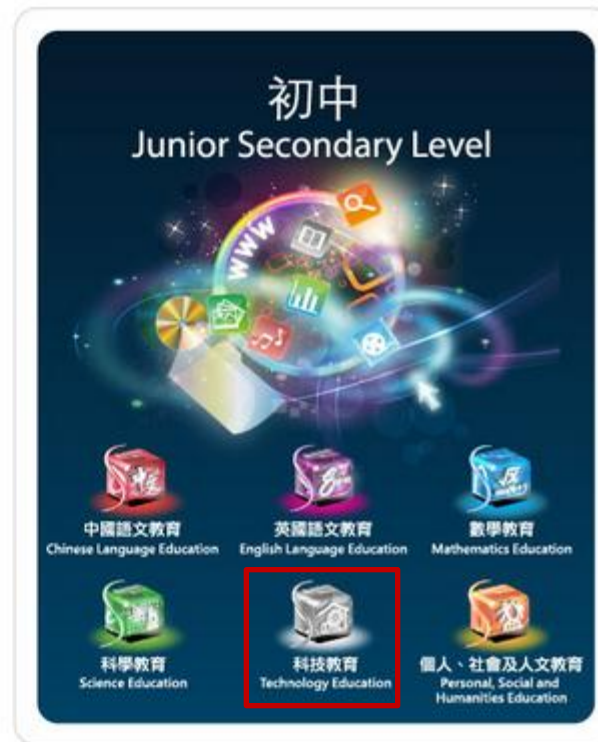 初中
Junior Secondary Level
www
中國語文教育
Chinese Language Education
英國語文教育
English Language Education
數學教育
Mathematics Education
科學教育
Science Education
科技教育
Technology Education
個人、社會及人文教育
Personal, Social and
Humanities Education